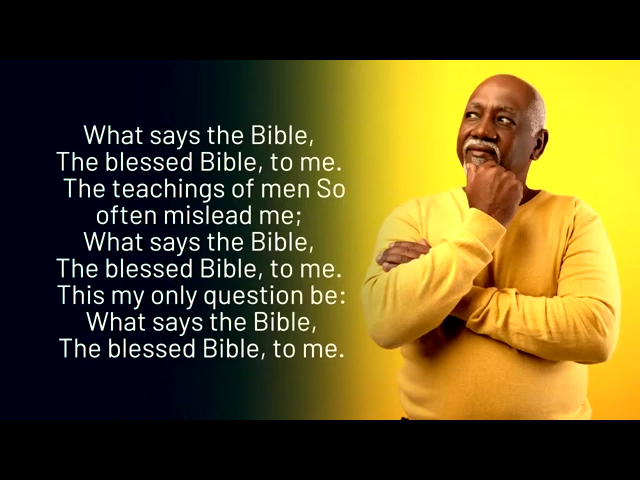 What says the Bible,
The blessed Bible, to me.
The teachings of men So
often mislead me;
What says the Bible,
The blessed Bible, to me.
This my only question be:
What says the Bible,
The blessed Bible, to me.